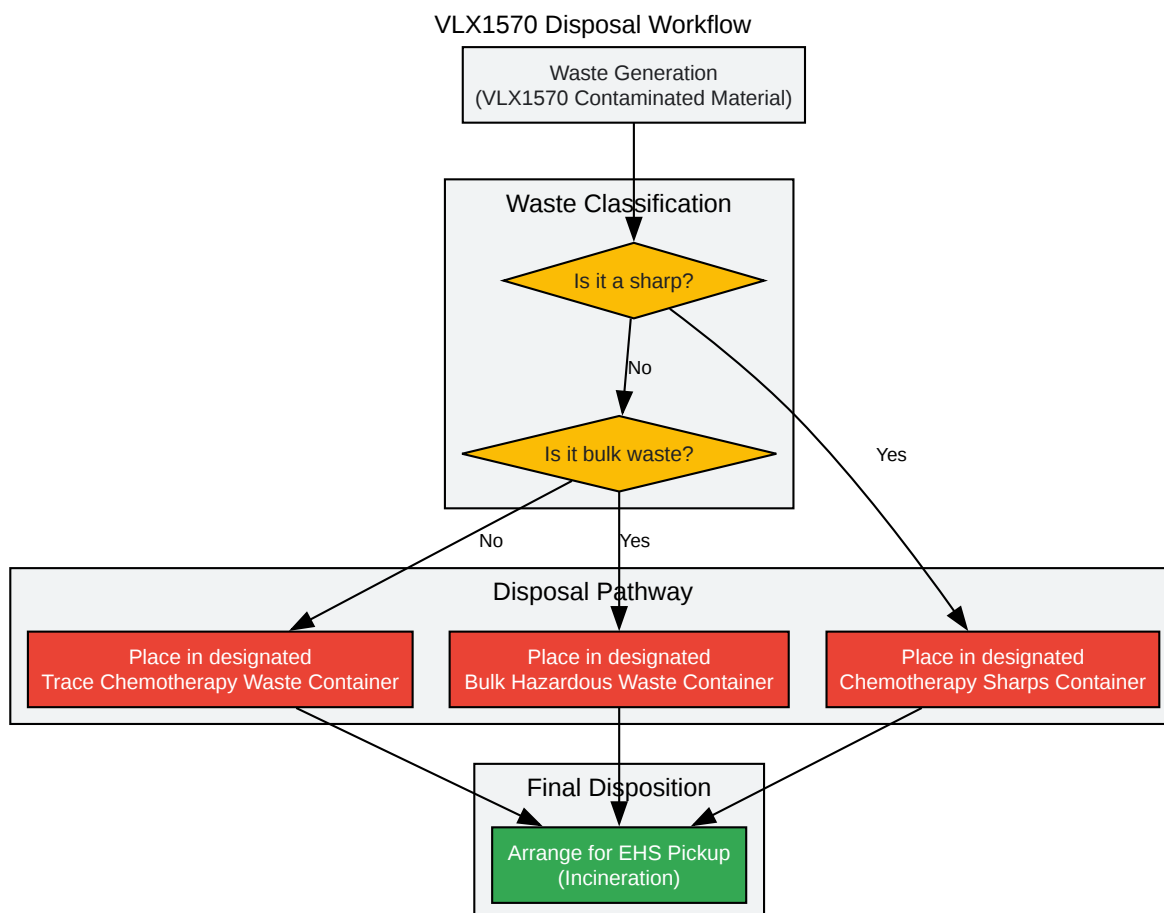 VLX1570 Disposal Workflow
Waste Generation
(VLX1570 Contaminated Material)
Waste Classification
Is it a sharp?
No
Yes
Is it bulk waste?
No
Yes
Disposal Pathway
Place in designated
Trace Chemotherapy Waste Container
Place in designated
Bulk Hazardous Waste Container
Place in designated
Chemotherapy Sharps Container
Final Disposition
Arrange for EHS Pickup
(Incineration)